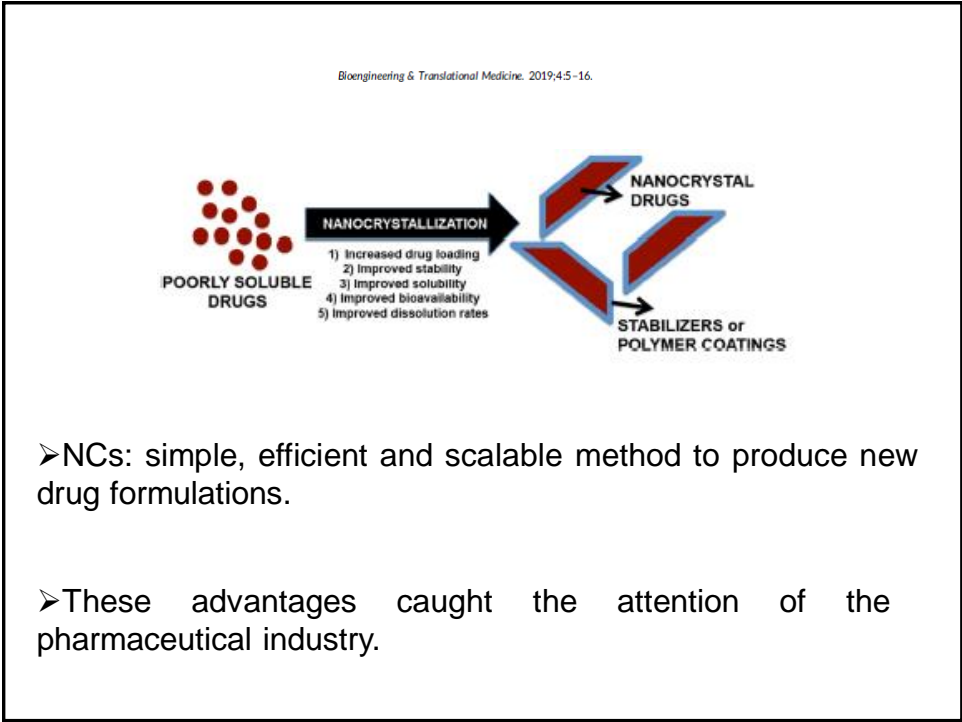 Bioengineering & Translational Medicine. 2019;4:5–16.
POORLY SOLUBLE
DRUGS
NANOCRYSTALLIZATION
1) Increased drug loading
2) Improved stability
3) Improved solubility
4) Improved bioavailability
5) Improved dissolution rates
NANOCRYSTAL
DRUGS
STABILIZERS or
POLYMER COATINGS
➢NCs: simple, efficient and scalable method to produce new
drug formulations.
➢These advantages caught the attention of the
pharmaceutical industry.